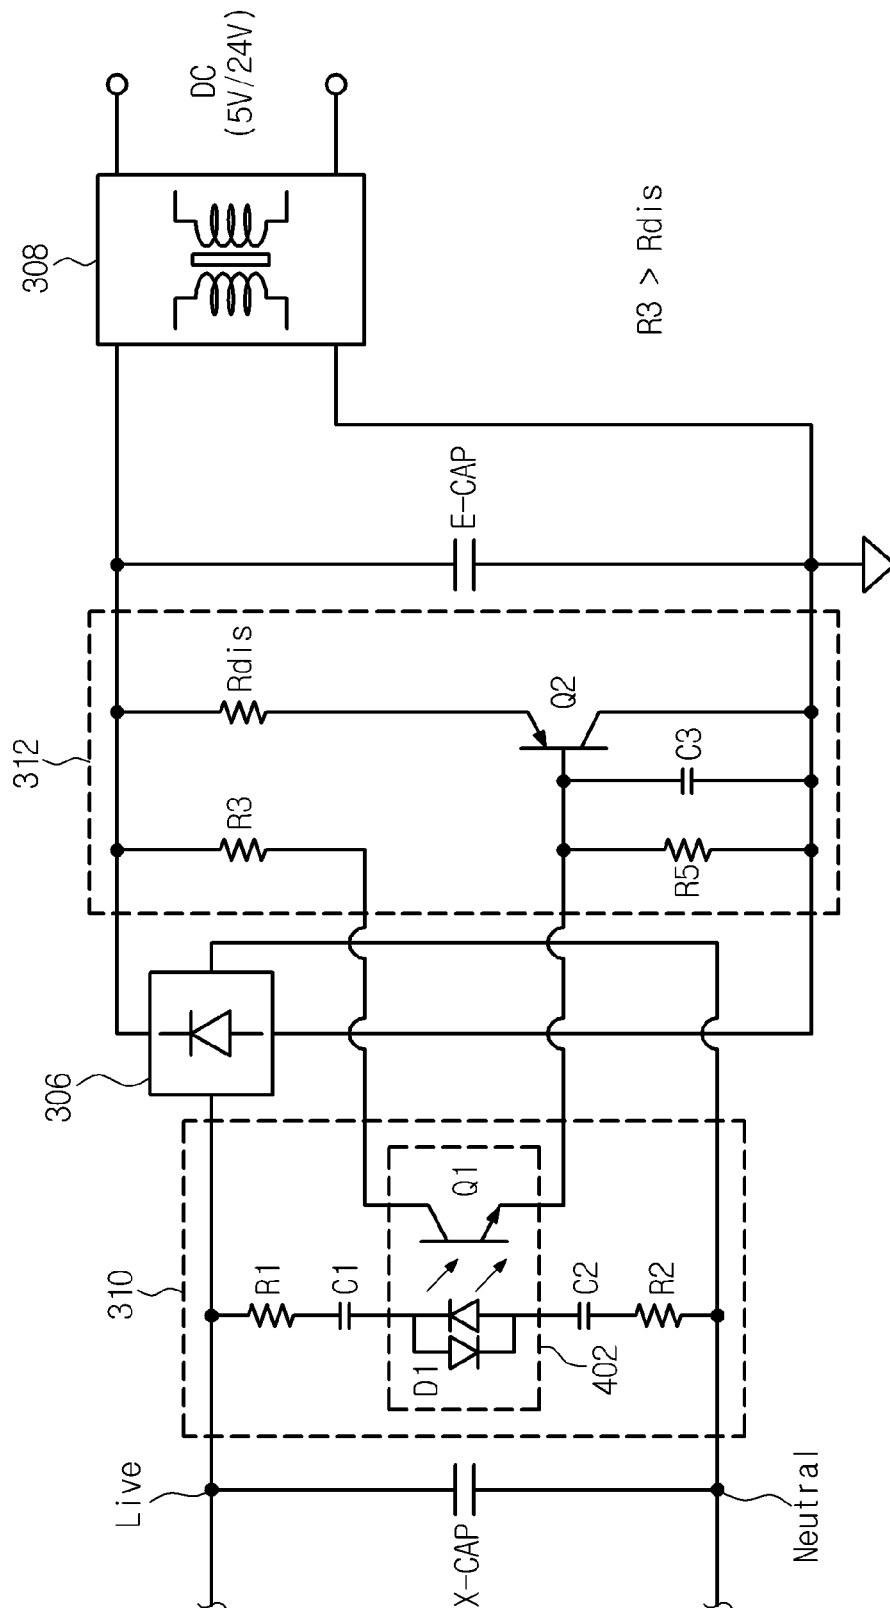 Live
X-CAP
Neutral
310
R1
C1
D1
402
Q1
C2
R2
306
312
R3
Rdis
Q2
R5
C3
E-CAP
308
DC
(5V/24V)
R3 > Rdis